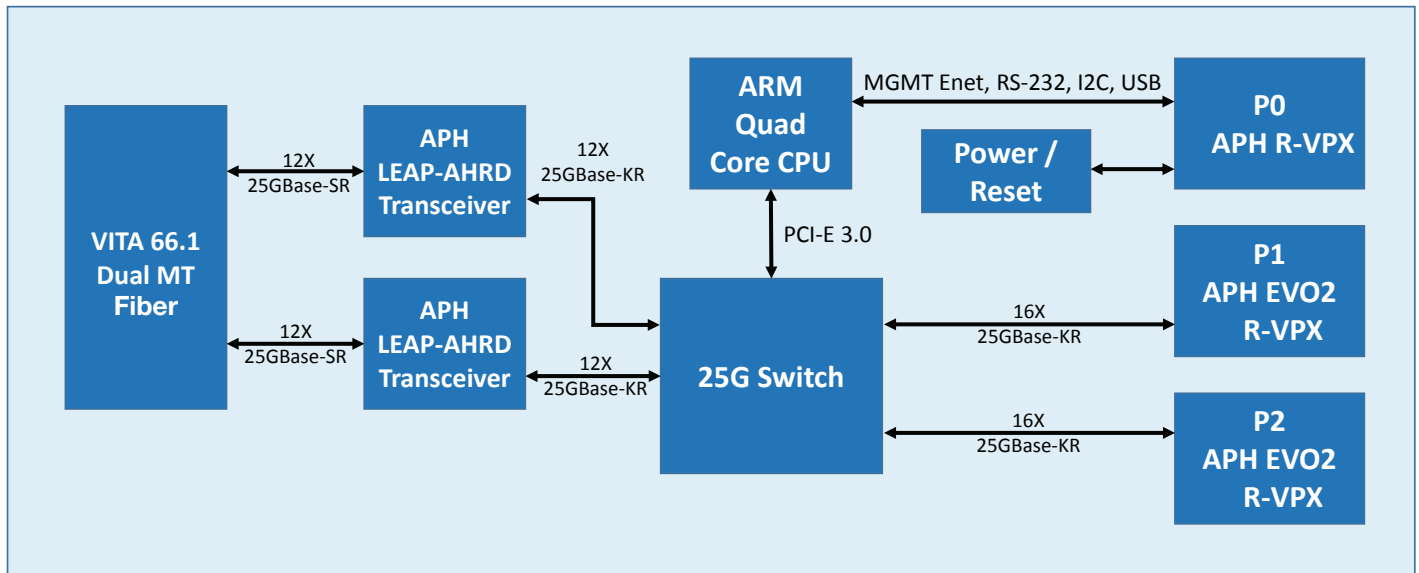 VITA 66.1
Dual MT
Fiber
12X
25GBase-SR
12X
25GBase-SR
APH
LEAP-AHRD
Transceiver
APH
LEAP-AHRD
Transceiver
12X
25GBase-KR
12X
25GBase-KR
ARM
Quad
Core CPU
PCI-E 3.0
25G Switch
MGMT Enet, RS-232, I2C, USB
Power /
Reset
16X
25GBase-KR
16X
25GBase-KR
P0
APH R-VPX
P1
APH EVO2
R-VPX
P2
APH EVO2
R-VPX